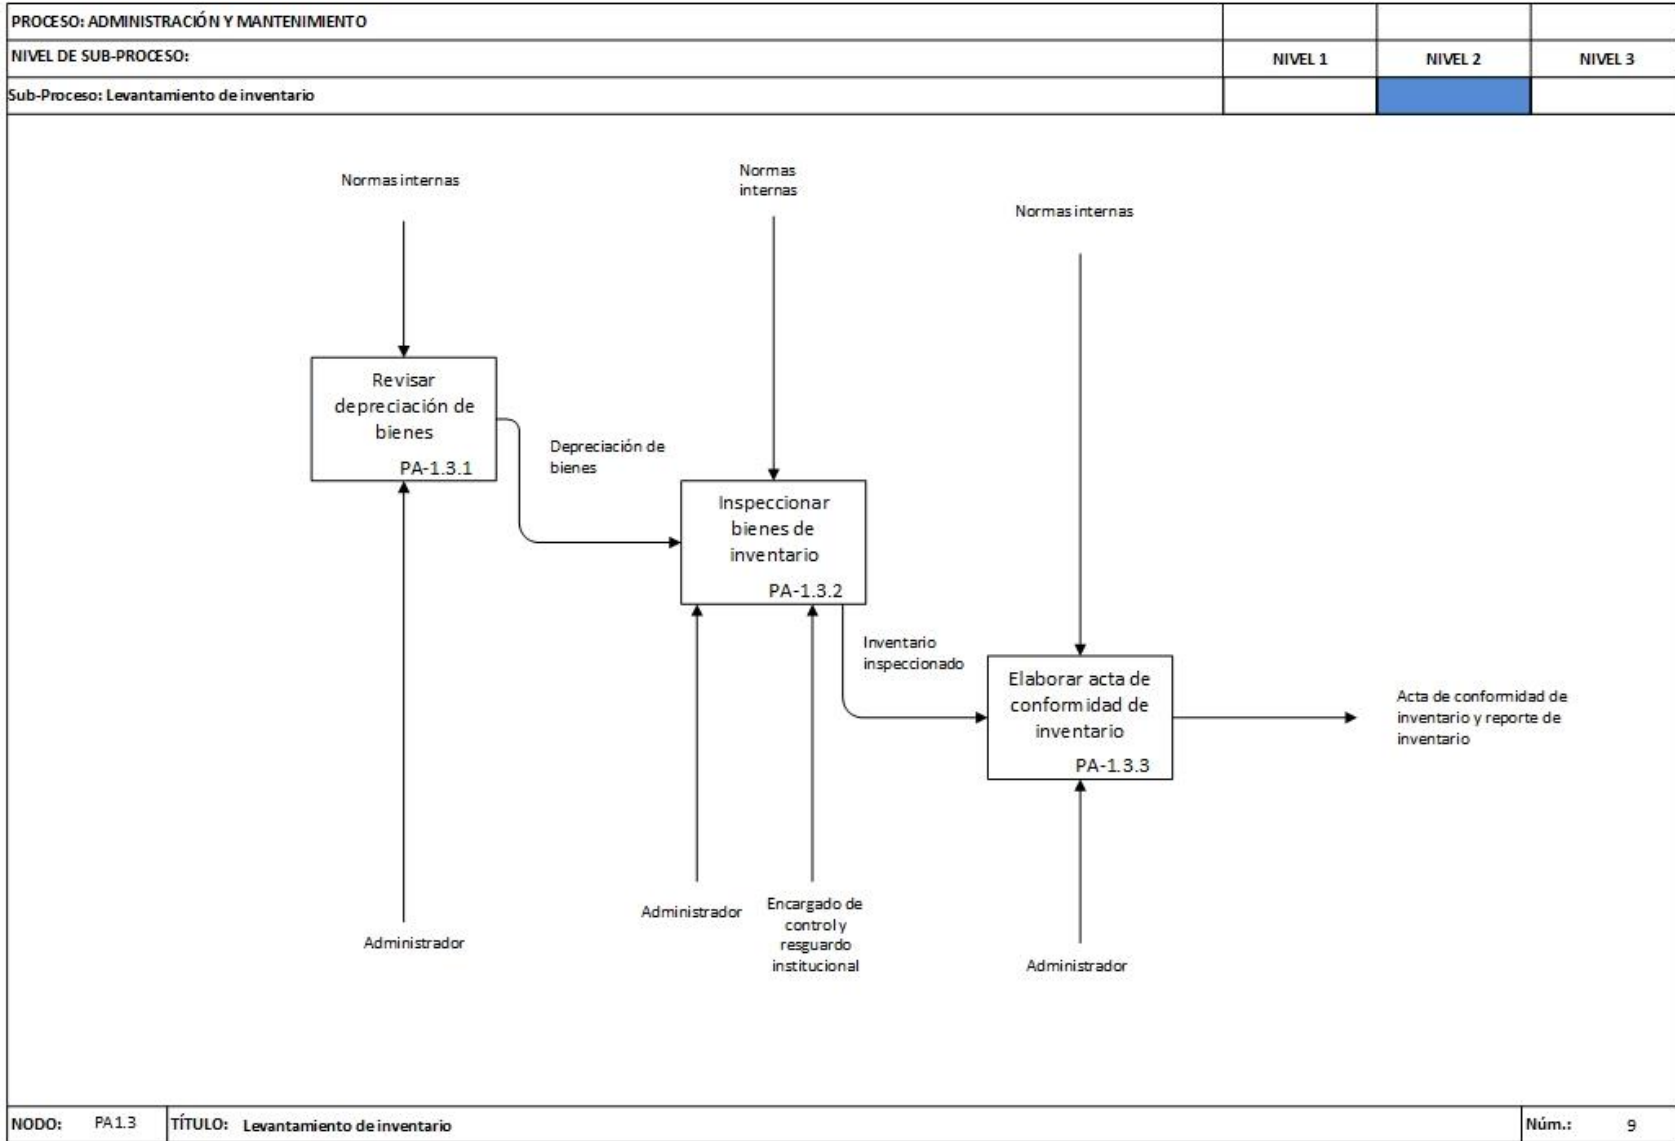 PROCESO: ADMINISTRACIÓN Y MANTENIMIENTO
NIVEL DE SUB-PROCESO:
NIVEL 1
NIVEL 2
NIVEL 3
Sub-Proceso: Levantamiento de inventario
Normas internas
Normas
internas
Normas internas
Revisar
depreciación de
bienes
PA-1.3.1
Depreciación de
bienes
Inspeccionar
bienes de
inventario
PA-1.3.2
Inventario
inspeccionado
Elaborar acta de
conformidad de
inventario
PA-1.3.3
Acta de conformidad de
inventario y reporte de
inventario
Administrador
Administrador
Encargado de
control y
resguardo
institucional
Administrador
NODO: PA1.3
TÍTULO: Levantamiento de inventario
Núm.: 9